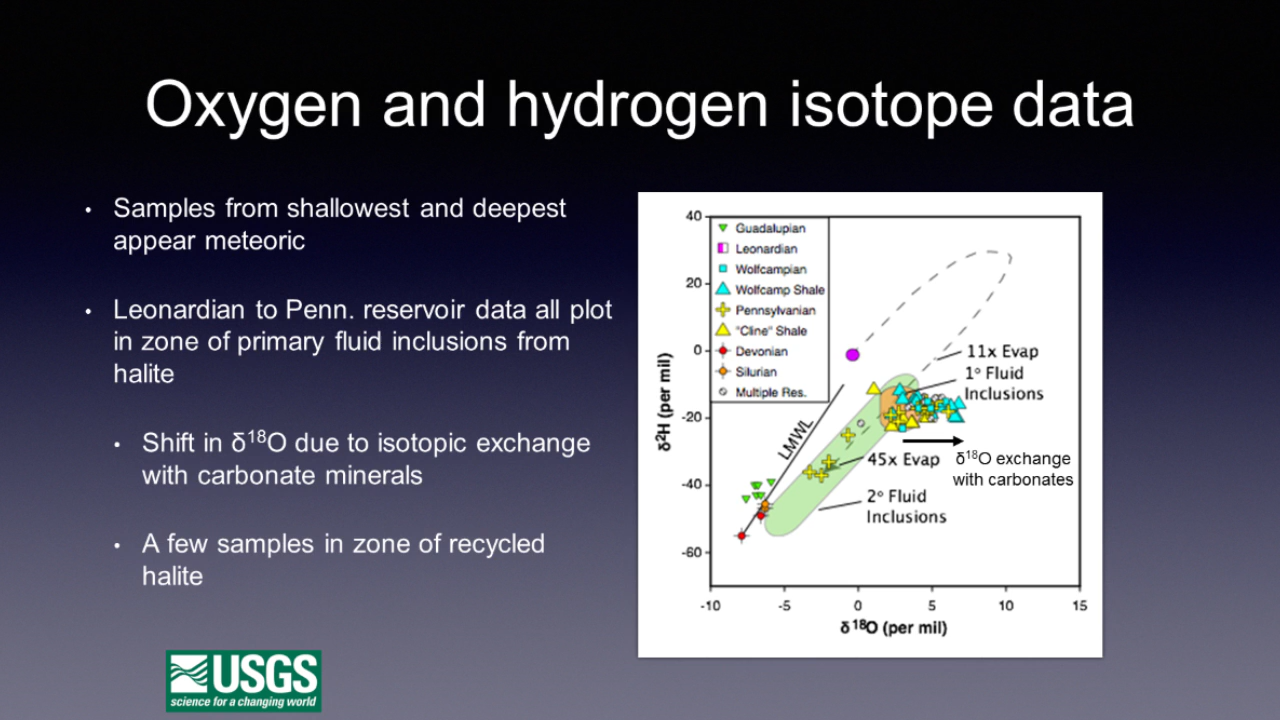 Oxygen and hydrogen isotope data
• Samples from shallowest and deepest
appear meteoric
• Leonardian to Penn. reservoir data all plot
in zone of primary fluid inclusions from
halite
• Shift in δ¹⁸O due to isotopic exchange
with carbonate minerals
• A few samples in zone of recycled
halite
USGS
science for a changing world
40
20
0
-20
-40
-60
δ²H (per mil)
Guadalupian
Leonardian
Wolfcampian
Wolfcamp Shale
Pennsylvanian
"Cline" Shale
Devonian
Silurian
Multiple Res.
11x Evap
1° Fluid
Inclusions
LMWL
45x Evap
δ¹⁸O exchange
with carbonates
2° Fluid
Inclusions
-10 -5 0 5 10 15
δ ¹⁸O (per mil)